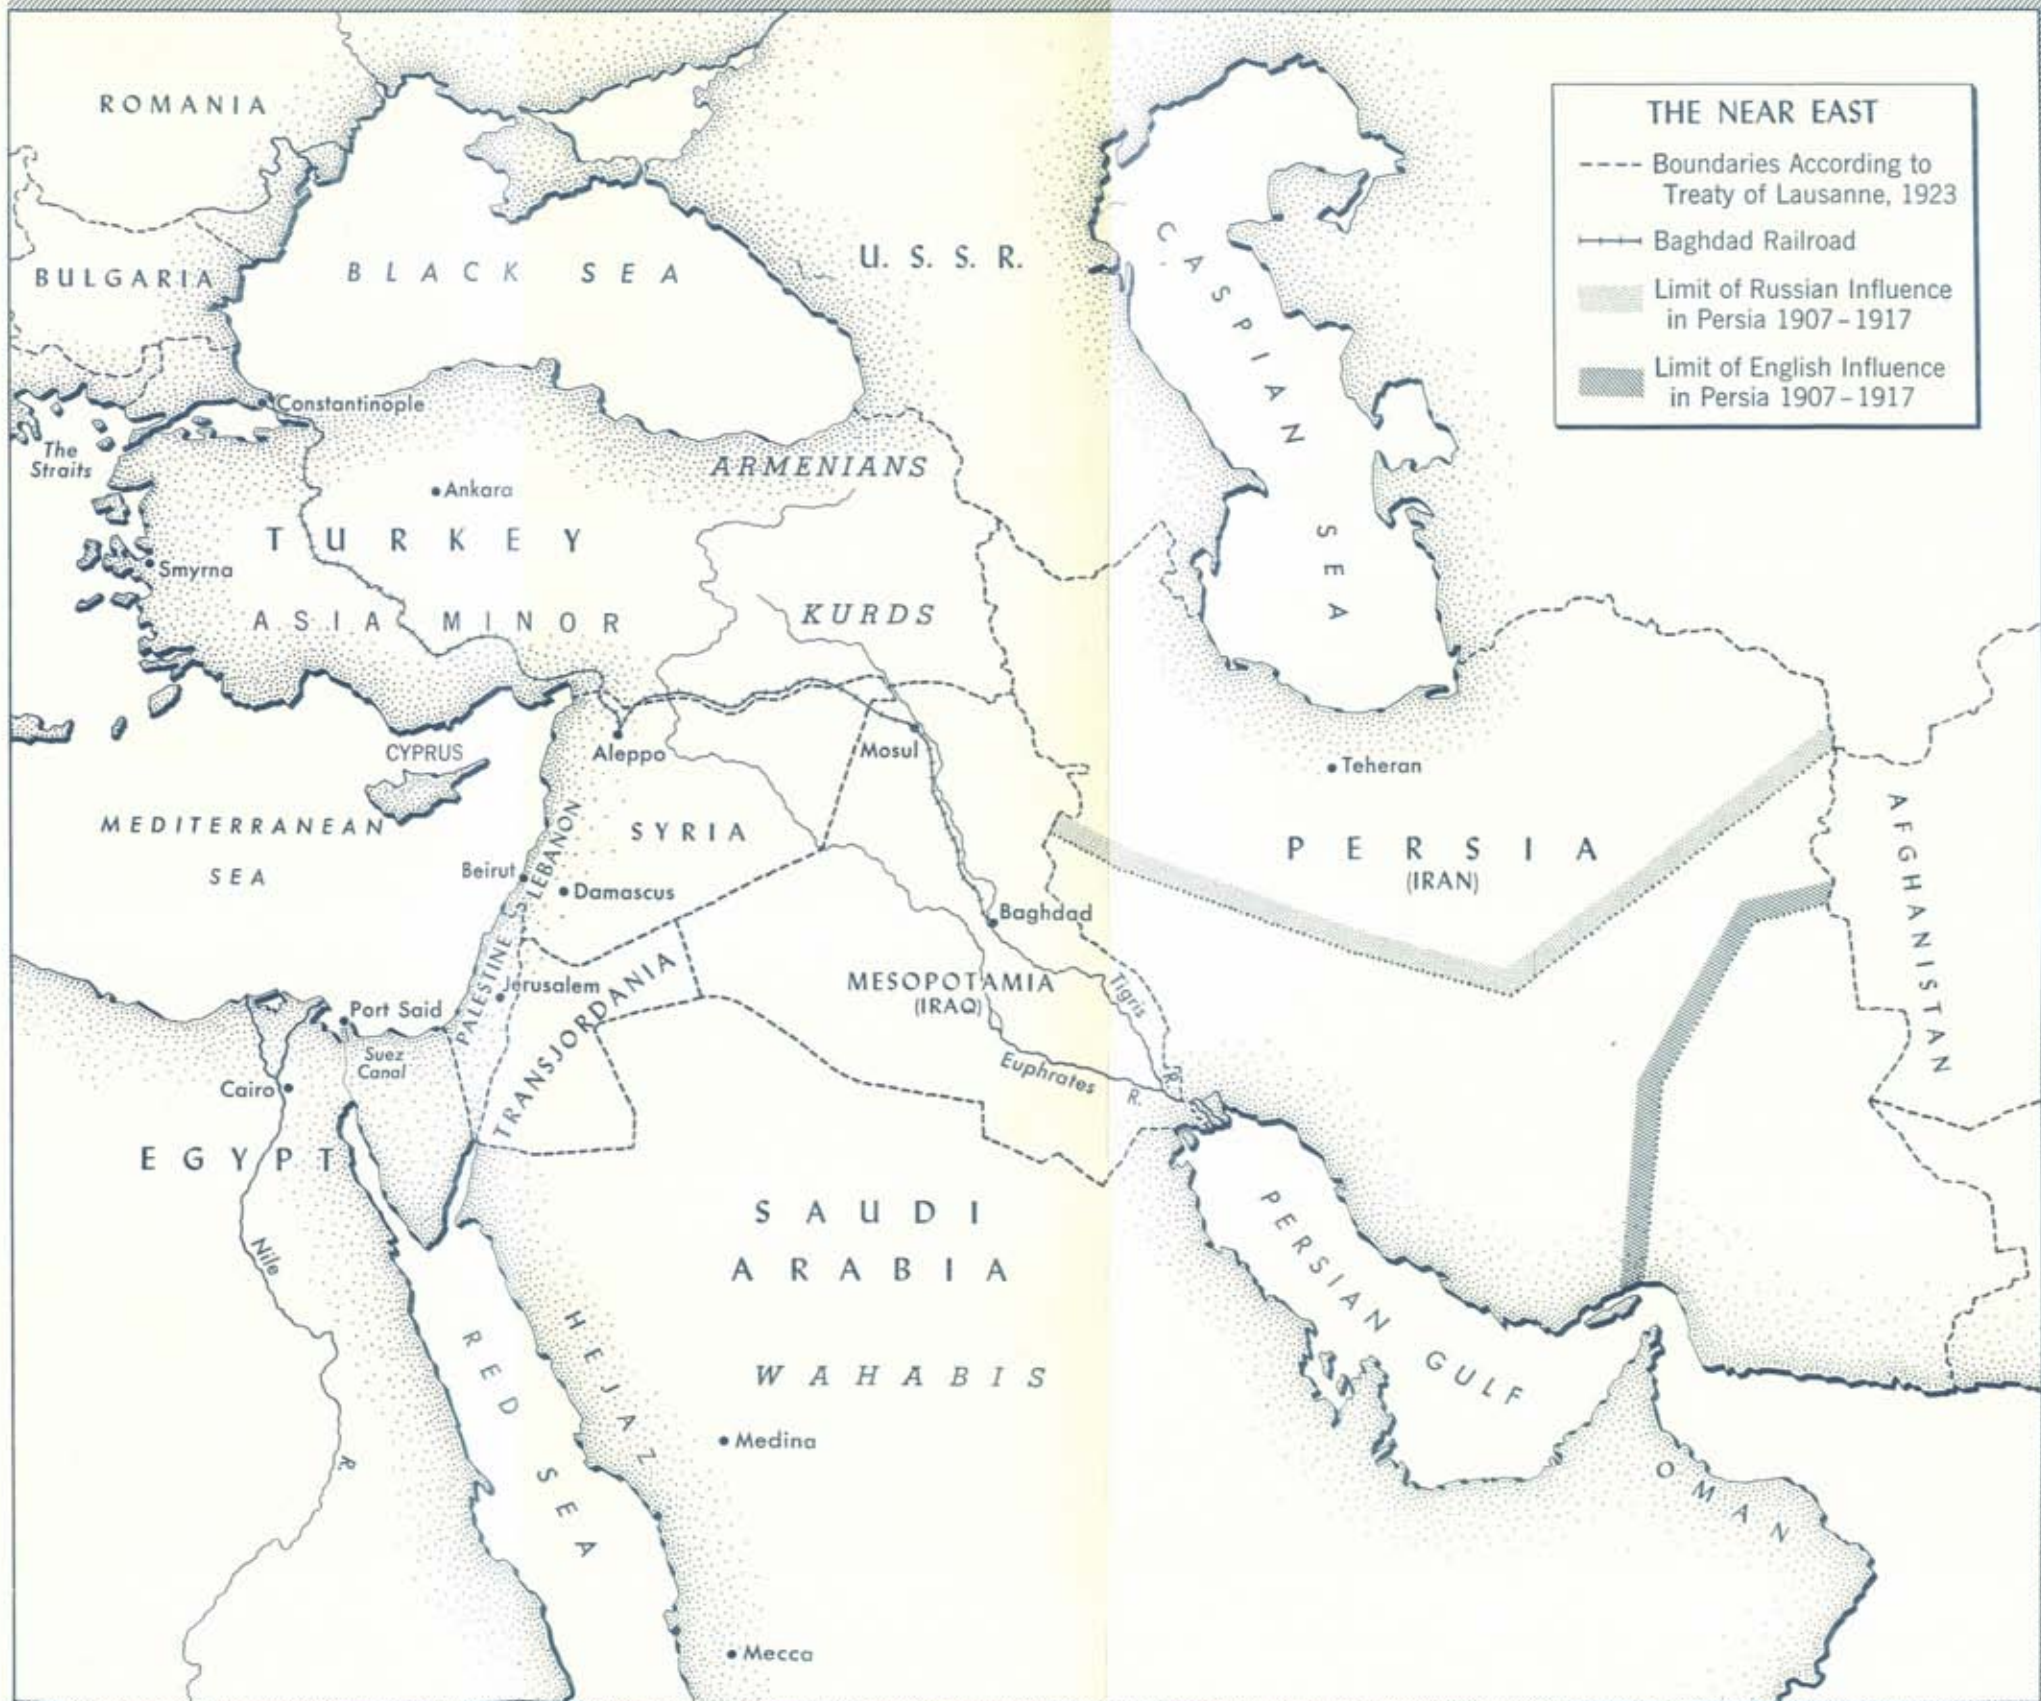 THE NEAR EAST
Boundaries According to
Treaty of Lausanne, 1923
Baghdad Railroad
Limit of Russian Influence
in Persia 1907–1917
Limit of English Influence
in Persia 1907–1917
ROMANIA
BULGARIA
BLACK SEA
U. S. S. R.
CASPIAN SEA
Constantinople
The
Straits
Ankara
ARMENIANS
TURKEY
Smyrna
ASIA MINOR
KURDS
CYPRUS
Aleppo
Mosul
Teheran
MEDITERRANEAN
SEA
SYRIA
LEBANON
Beirut
Damascus
PERSIA
(IRAN)
AFGHANISTAN
Baghdad
PALESTINE
Jerusalem
TRANSJORDANIA
MESOPOTAMIA
(IRAQ)
Tigris
R.
Euphrates
R.
Port Said
Suez
Canal
Cairo
EGYPT
Nile
R.
SAUDI
ARABIA
PERSIAN GULF
HEJAZ
RED SEA
WAHABIS
Medina
OMAN
Mecca